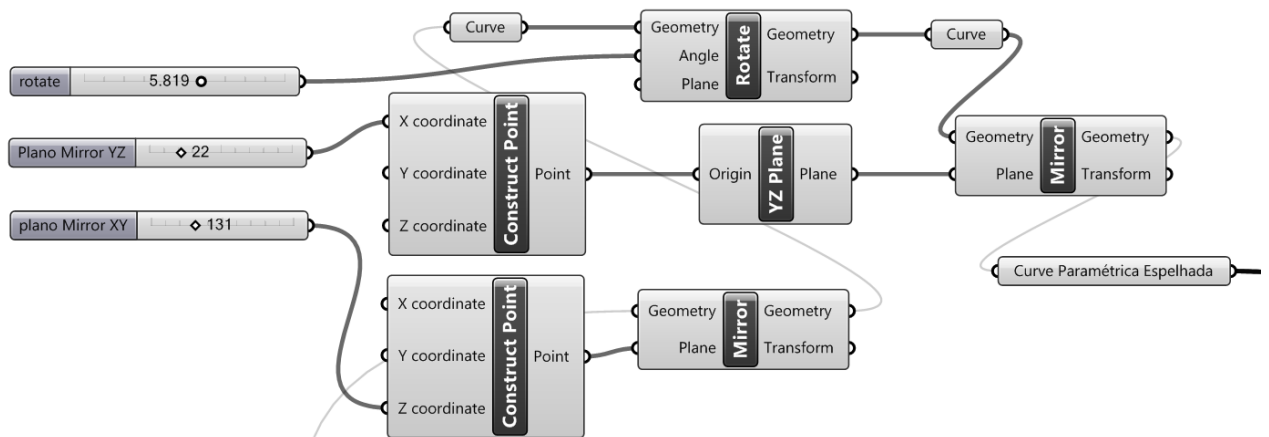 Curve
Geometry
Angle
Plane
Rotate
Geometry
Transform
Curve
rotate
5.819
Plano Mirror YZ
22
plano Mirror XY
131
X coordinate
Y coordinate
Z coordinate
Construct Point
Point
Origin
YZ Plane
Plane
Geometry
Plane
Mirror
Geometry
Transform
Curve Paramétrica Espelhada
X coordinate
Y coordinate
Z coordinate
Construct Point
Point
Geometry
Plane
Mirror
Geometry
Transform